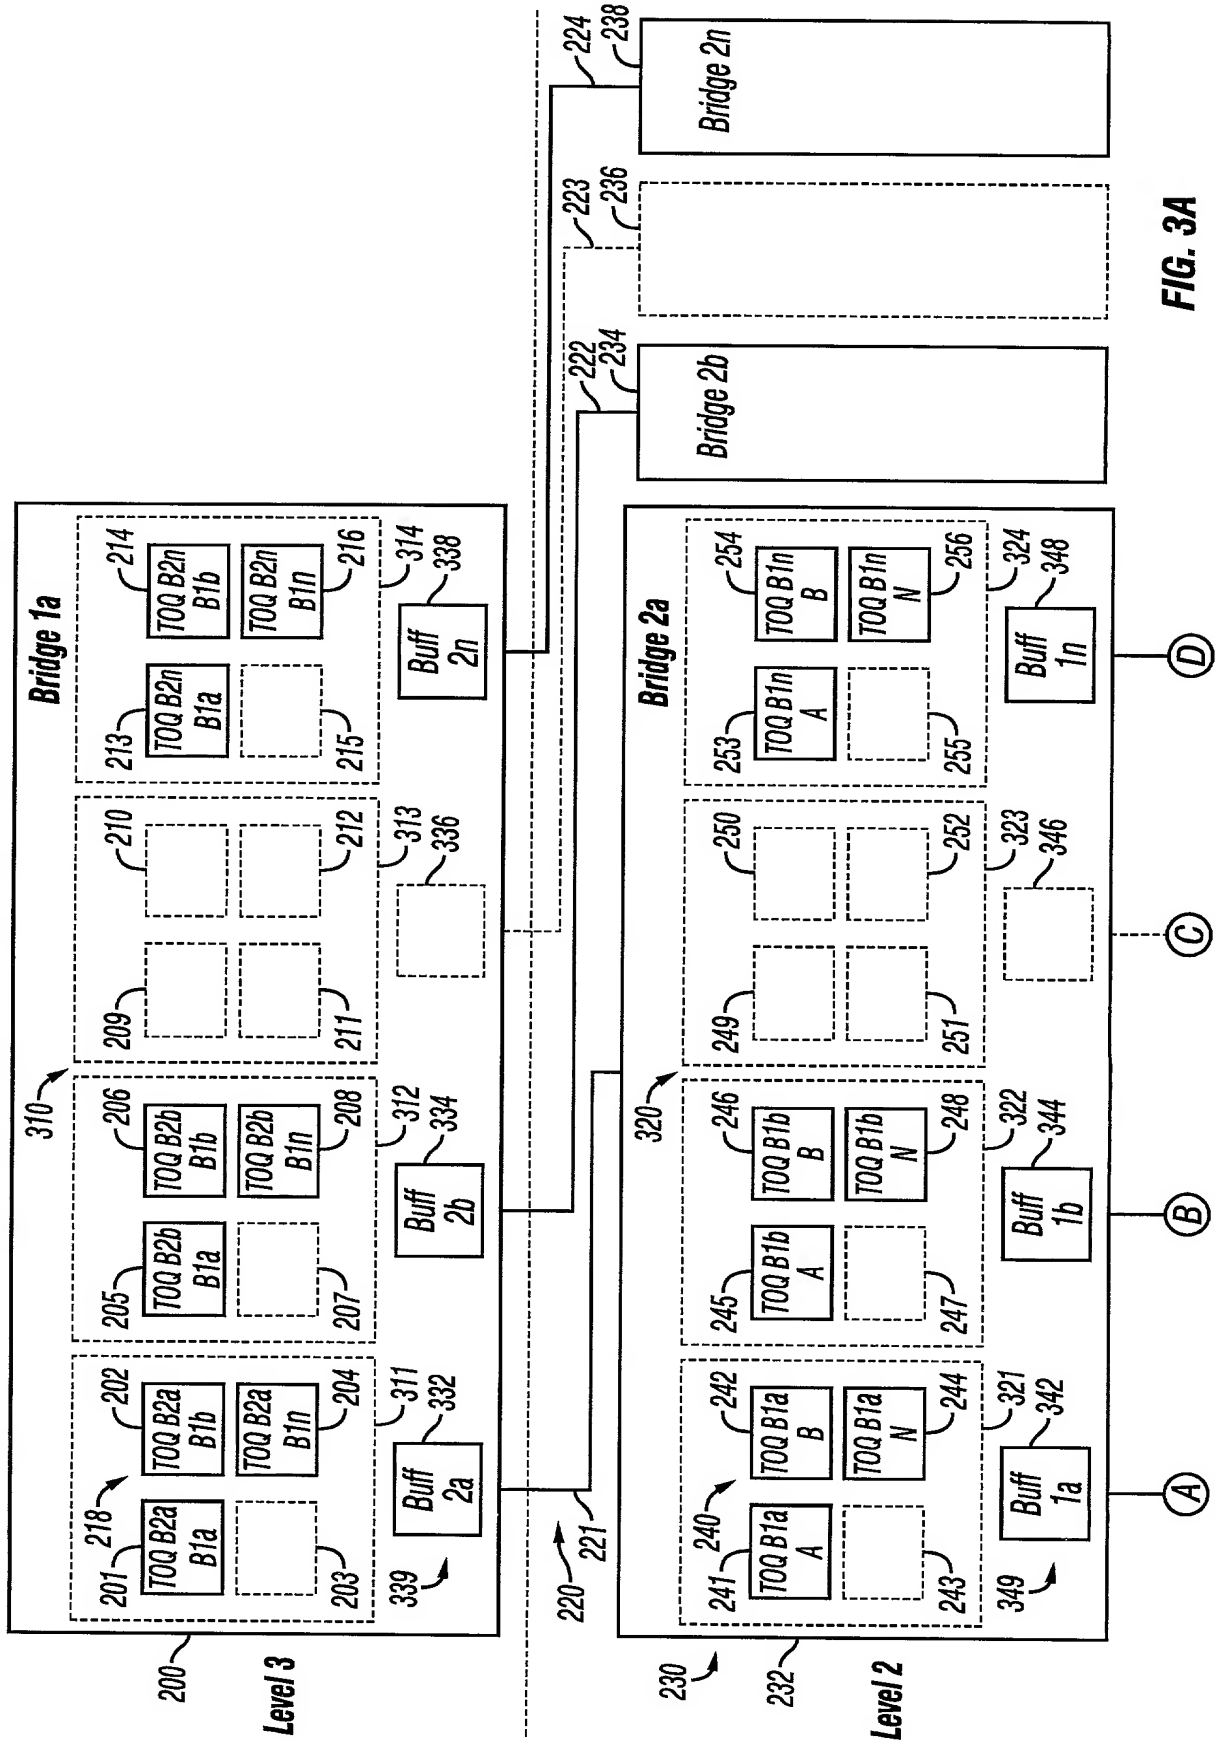 Level 3
200
Bridge 1a
310
218
201
TOQ B2a
B1a
202
TOQ B2a
B1b
203
TOQ B2a
B1n
204
311
205
TOQ B2b
B1a
206
TOQ B2b
B1b
207
TOQ B2b
B1n
208
312
209
210
211
212
313
213
TOQ B2n
B1a
214
TOQ B2n
B1b
215
TOQ B2n
B1n
216
314
339
Buff
2a
332
Buff
2b
334
336
Buff
2n
338
220
221
222
223
224
Level 2
230
232
Bridge 2a
320
240
241
TOQ B1a
A
242
TOQ B1a
B
243
TOQ B1a
N
244
321
245
TOQ B1b
A
246
TOQ B1b
B
247
TOQ B1b
N
248
322
249
250
251
252
323
253
TOQ B1n
A
254
TOQ B1n
B
255
TOQ B1n
N
256
324
349
Buff
1a
342
Buff
1b
344
346
Buff
1n
348
A
B
C
D
234
Bridge 2b
236
238
Bridge 2n
FIG. 3A